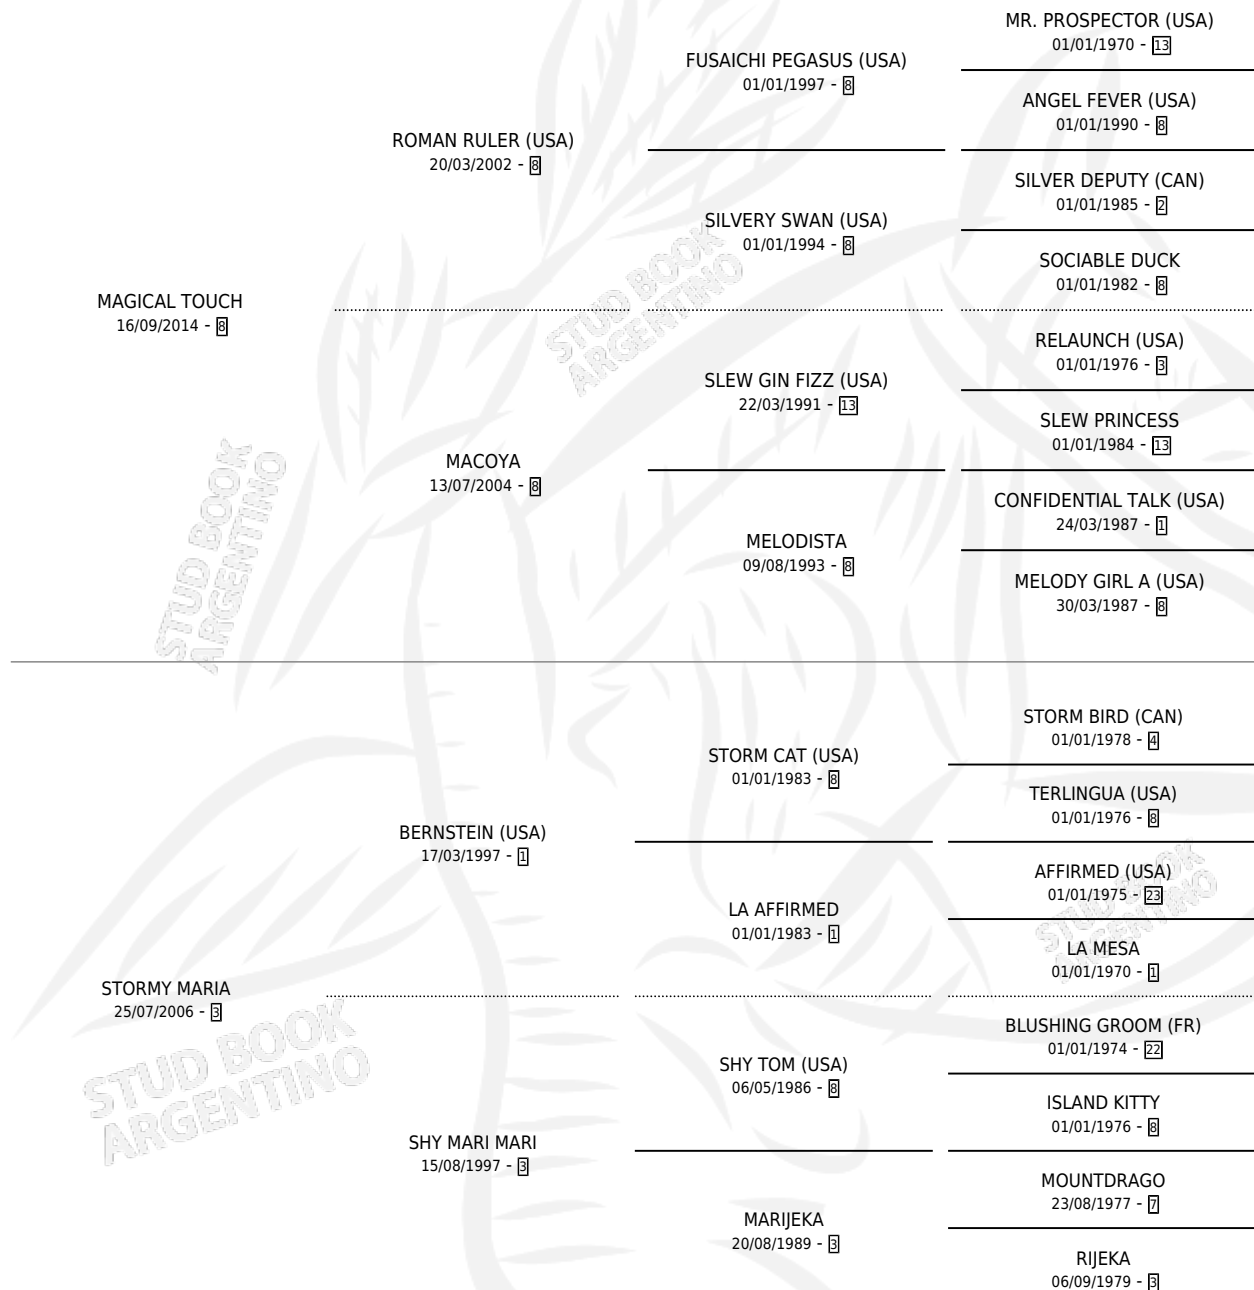 MR. PROSPECTOR (USA)
01/01/1970 - 13
FUSAICHI PEGASUS (USA)
01/01/1997 - 8
ANGEL FEVER (USA)
01/01/1990 - 8
ROMAN RULER (USA)
20/03/2002 - 8
SILVER DEPUTY (CAN)
01/01/1985 - 2
SILVERY SWAN (USA)
01/01/1994 - 8
SOCIABLE DUCK
01/01/1982 - 8
MAGICAL TOUCH
16/09/2014 - 8
STUD BOOK
ARGENTINO
RELAUNCH (USA)
01/01/1976 - 3
SLEW GIN FIZZ (USA)
22/03/1991 - 13
SLEW PRINCESS
01/01/1984 - 13
MACOYA
13/07/2004 - 8
CONFIDENTIAL TALK (USA)
24/03/1987 - 1
MELODISTA
09/08/1993 - 8
MELODY GIRL A (USA)
30/03/1987 - 8
STUD BOOK
ARGENTINO
STORM BIRD (CAN)
01/01/1978 - 4
STORM CAT (USA)
01/01/1983 - 8
TERLINGUA (USA)
01/01/1976 - 8
BERNSTEIN (USA)
17/03/1997 - 1
AFFIRMED (USA)
01/01/1975 - 23
LA AFFIRMED
01/01/1983 - 1
STUD BOOK
ARGENTINO
LA MESA
01/01/1970 - 1
STORMY MARIA
25/07/2006 - 3
STUD BOOK
ARGENTINO
BLUSHING GROOM (FR)
01/01/1974 - 22
SHY TOM (USA)
06/05/1986 - 8
ISLAND KITTY
01/01/1976 - 8
SHY MARI MARI
15/08/1997 - 3
MOUNTDRAGO
23/08/1977 - 7
MARIJEKA
20/08/1989 - 3
RIJEKA
06/09/1979 - 3